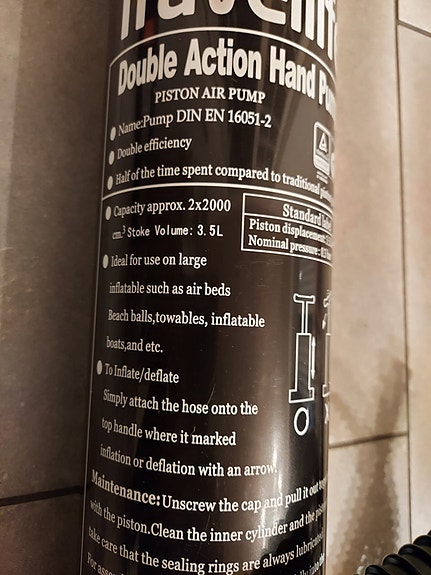 Double Action Hand
PISTON AIR PUMP
Name:Pump DIN EN 16051-2
Double efficiency
Half of the time spent compared to traditional
Capacity approx. 2x2000
cm.³ Stoke Volume: 3.5L
Standard
Piston displacement:
Nominal pressure:
Ideal for use on large
inflatable such as air beds
Beach balls,towables, inflatable
boats,and etc.
To Inflate/deflate
Simply attach the hose onto the
top handle where it marked
inflation or deflation with an arrow.
Maintenance: Unscrew the cap and pull it out
with the piston.Clean the inner cylinder and the
take care that the sealing rings are always lubricated